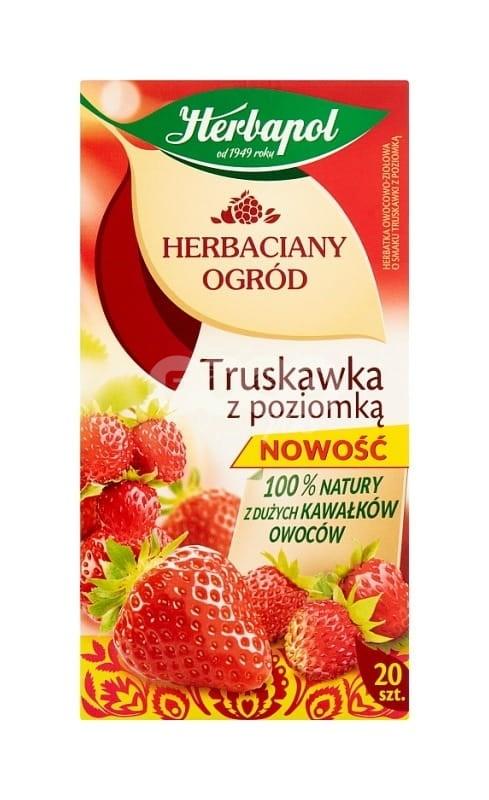 Herbapol
od 1949 roku
HERBACIANY
OGRÓD
HERBATKA OWOCOWO-ZIOŁOWA
O SMAKU TRUSKAWKI Z POZIOMKĄ
Truskawka
z poziomką
NOWOŚĆ
100% NATURY
Z DUŻYCH KAWAŁKÓW
OWOCÓW
20
szt.